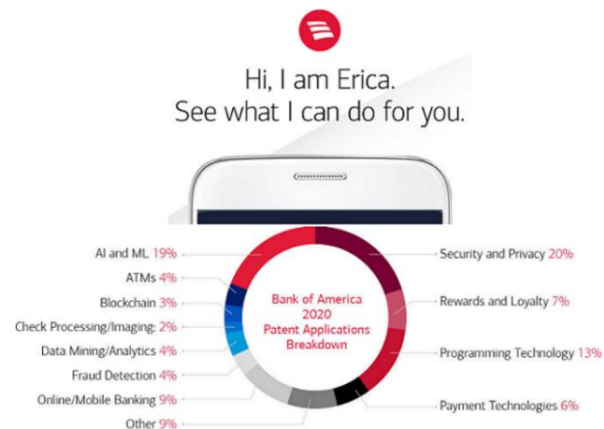 Hi, I am Erica.
See what I can do for you.
AI and ML 19%
ATMs 4%
Blockchain 3%
Check Processing/Imaging: 2%
Data Mining/Analytics 4%
Fraud Detection 4%
Online/Mobile Banking 9%
Other 9%
Bank of America
2020
Patent Applications
Breakdown
Security and Privacy 20%
Rewards and Loyalty 7%
Programming Technology 13%
Payment Technologies 6%